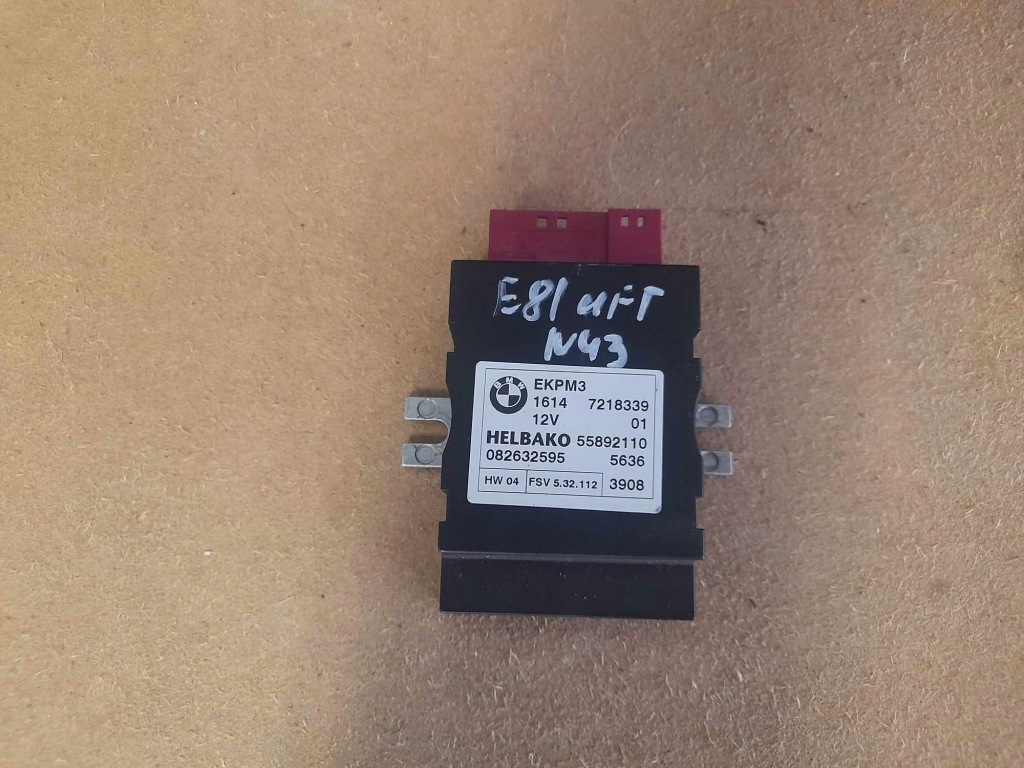 E81
N43
BMW
EKPM3
1614 7218339
12V 01
HELBAKO 55892110
082632595 5636
HW 04 FSV 5.32.112 3908